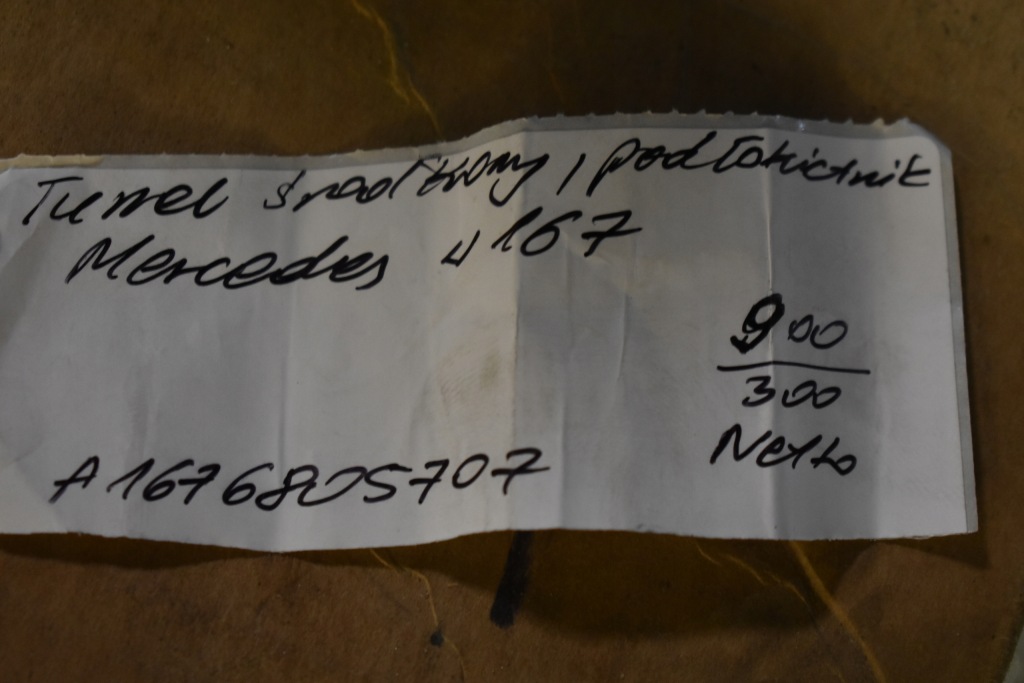 Tunel środkowy, podłokietnik
Mercedes W167
900
300
Netto
A1676805707